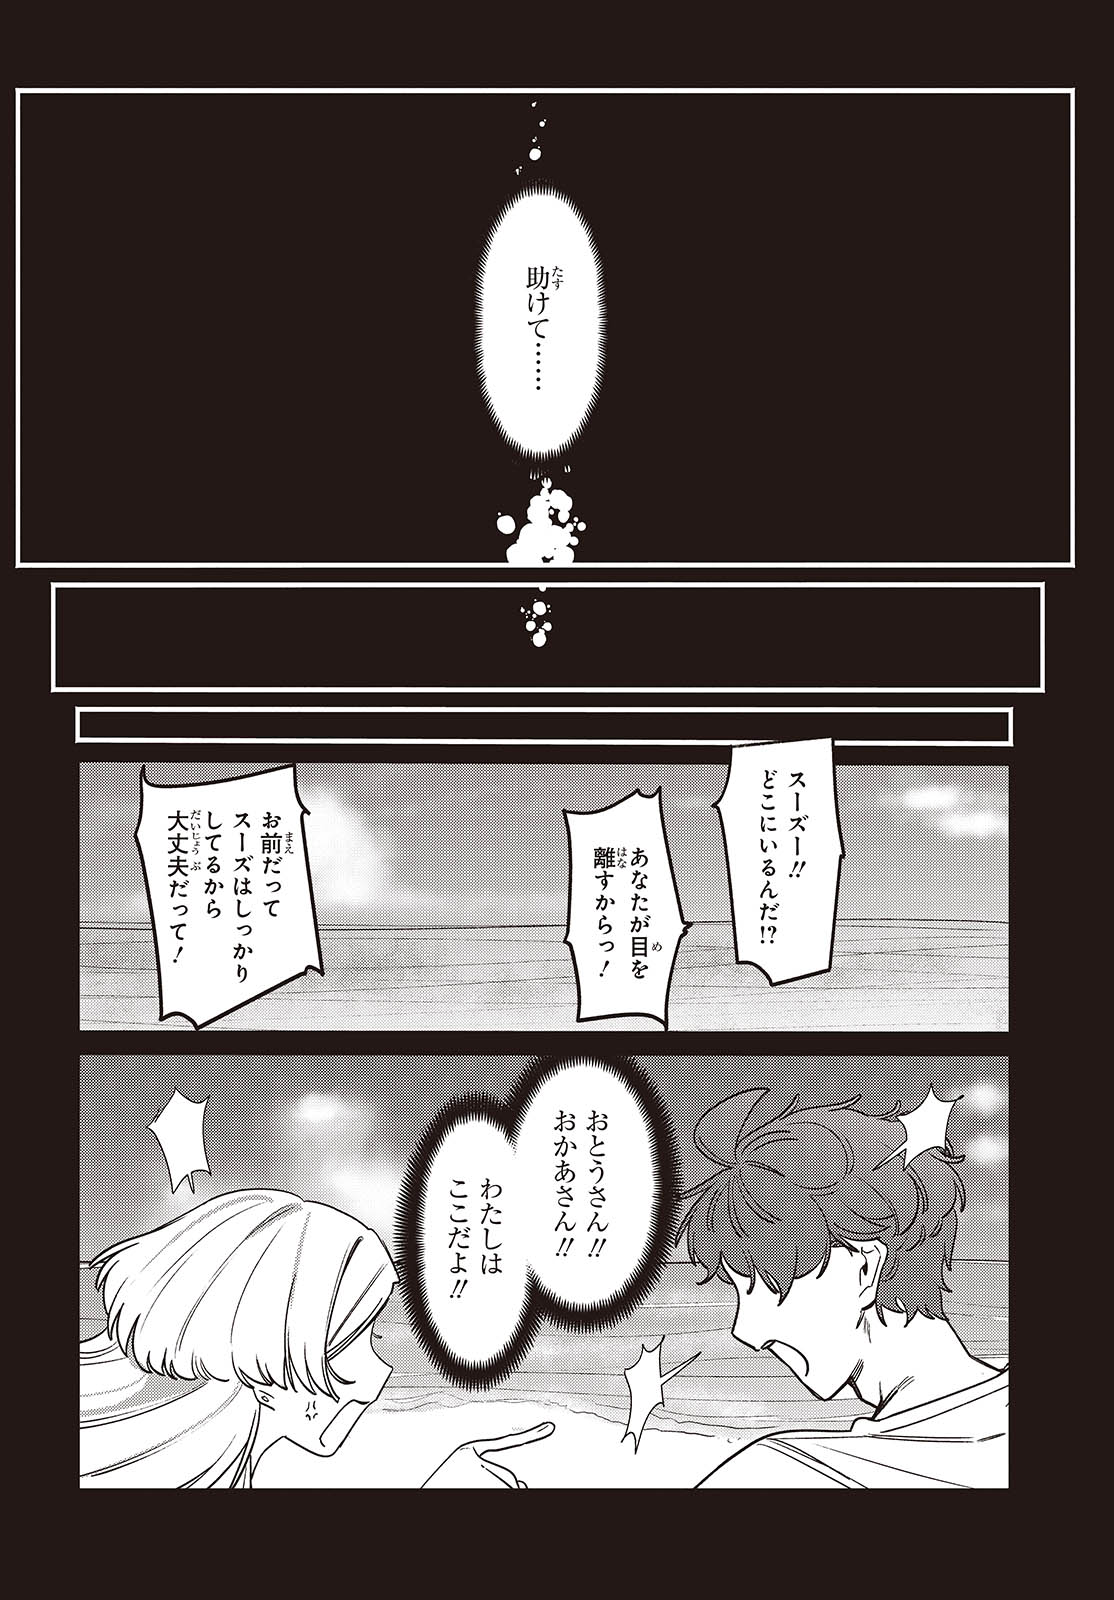 助けて……
スーズー!!
どこにいるんだ!?
あなたが目を
離すからっ!
お前だって
スーズはしっかり
してるから
大丈夫だって!
おとうさん!!
おかあさん!!
わたしは
ここだよ!!